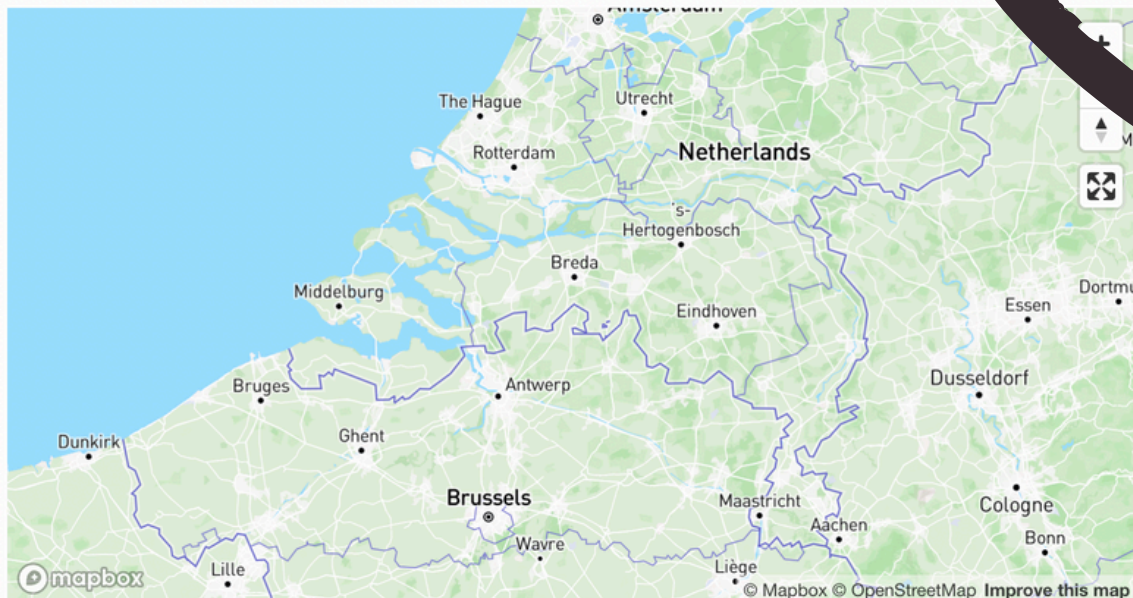 Amsterdam
The Hague
Utrecht
Rotterdam
Netherlands
's-
Hertogenbosch
Breda
Middelburg
Eindhoven
Essen
Dortmu
Dusseldorf
Bruges
Antwerp
Dunkirk
Ghent
Brussels
Maastricht
Cologne
Aachen
Wavre
Bonn
Lille
Liège
mapbox
© Mapbox © OpenStreetMap Improve this map